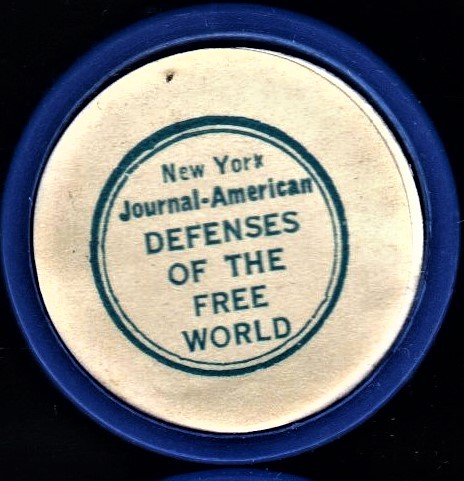 New York
Journal-American
DEFENSES
OF THE
FREE
WORLD